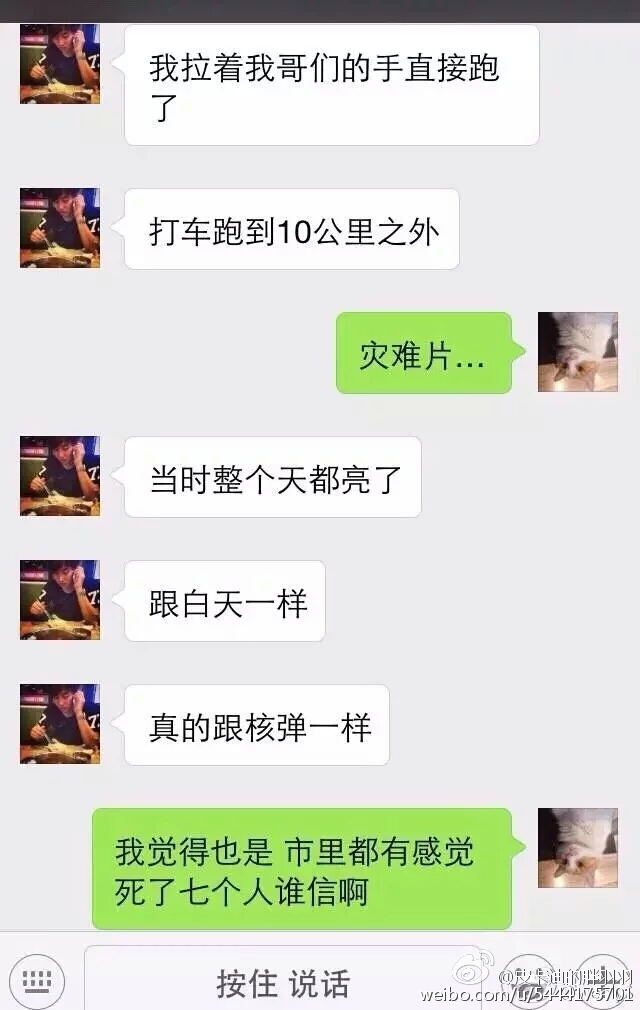 我拉着我哥们的手直接跑
了
打车跑到10公里之外
灾难片...
当时整个天都亮了
跟白天一样
真的跟核弹一样
我觉得也是 市里都有感觉
死了七个人谁信啊
按住 说话
weibo.com/u/5444175701